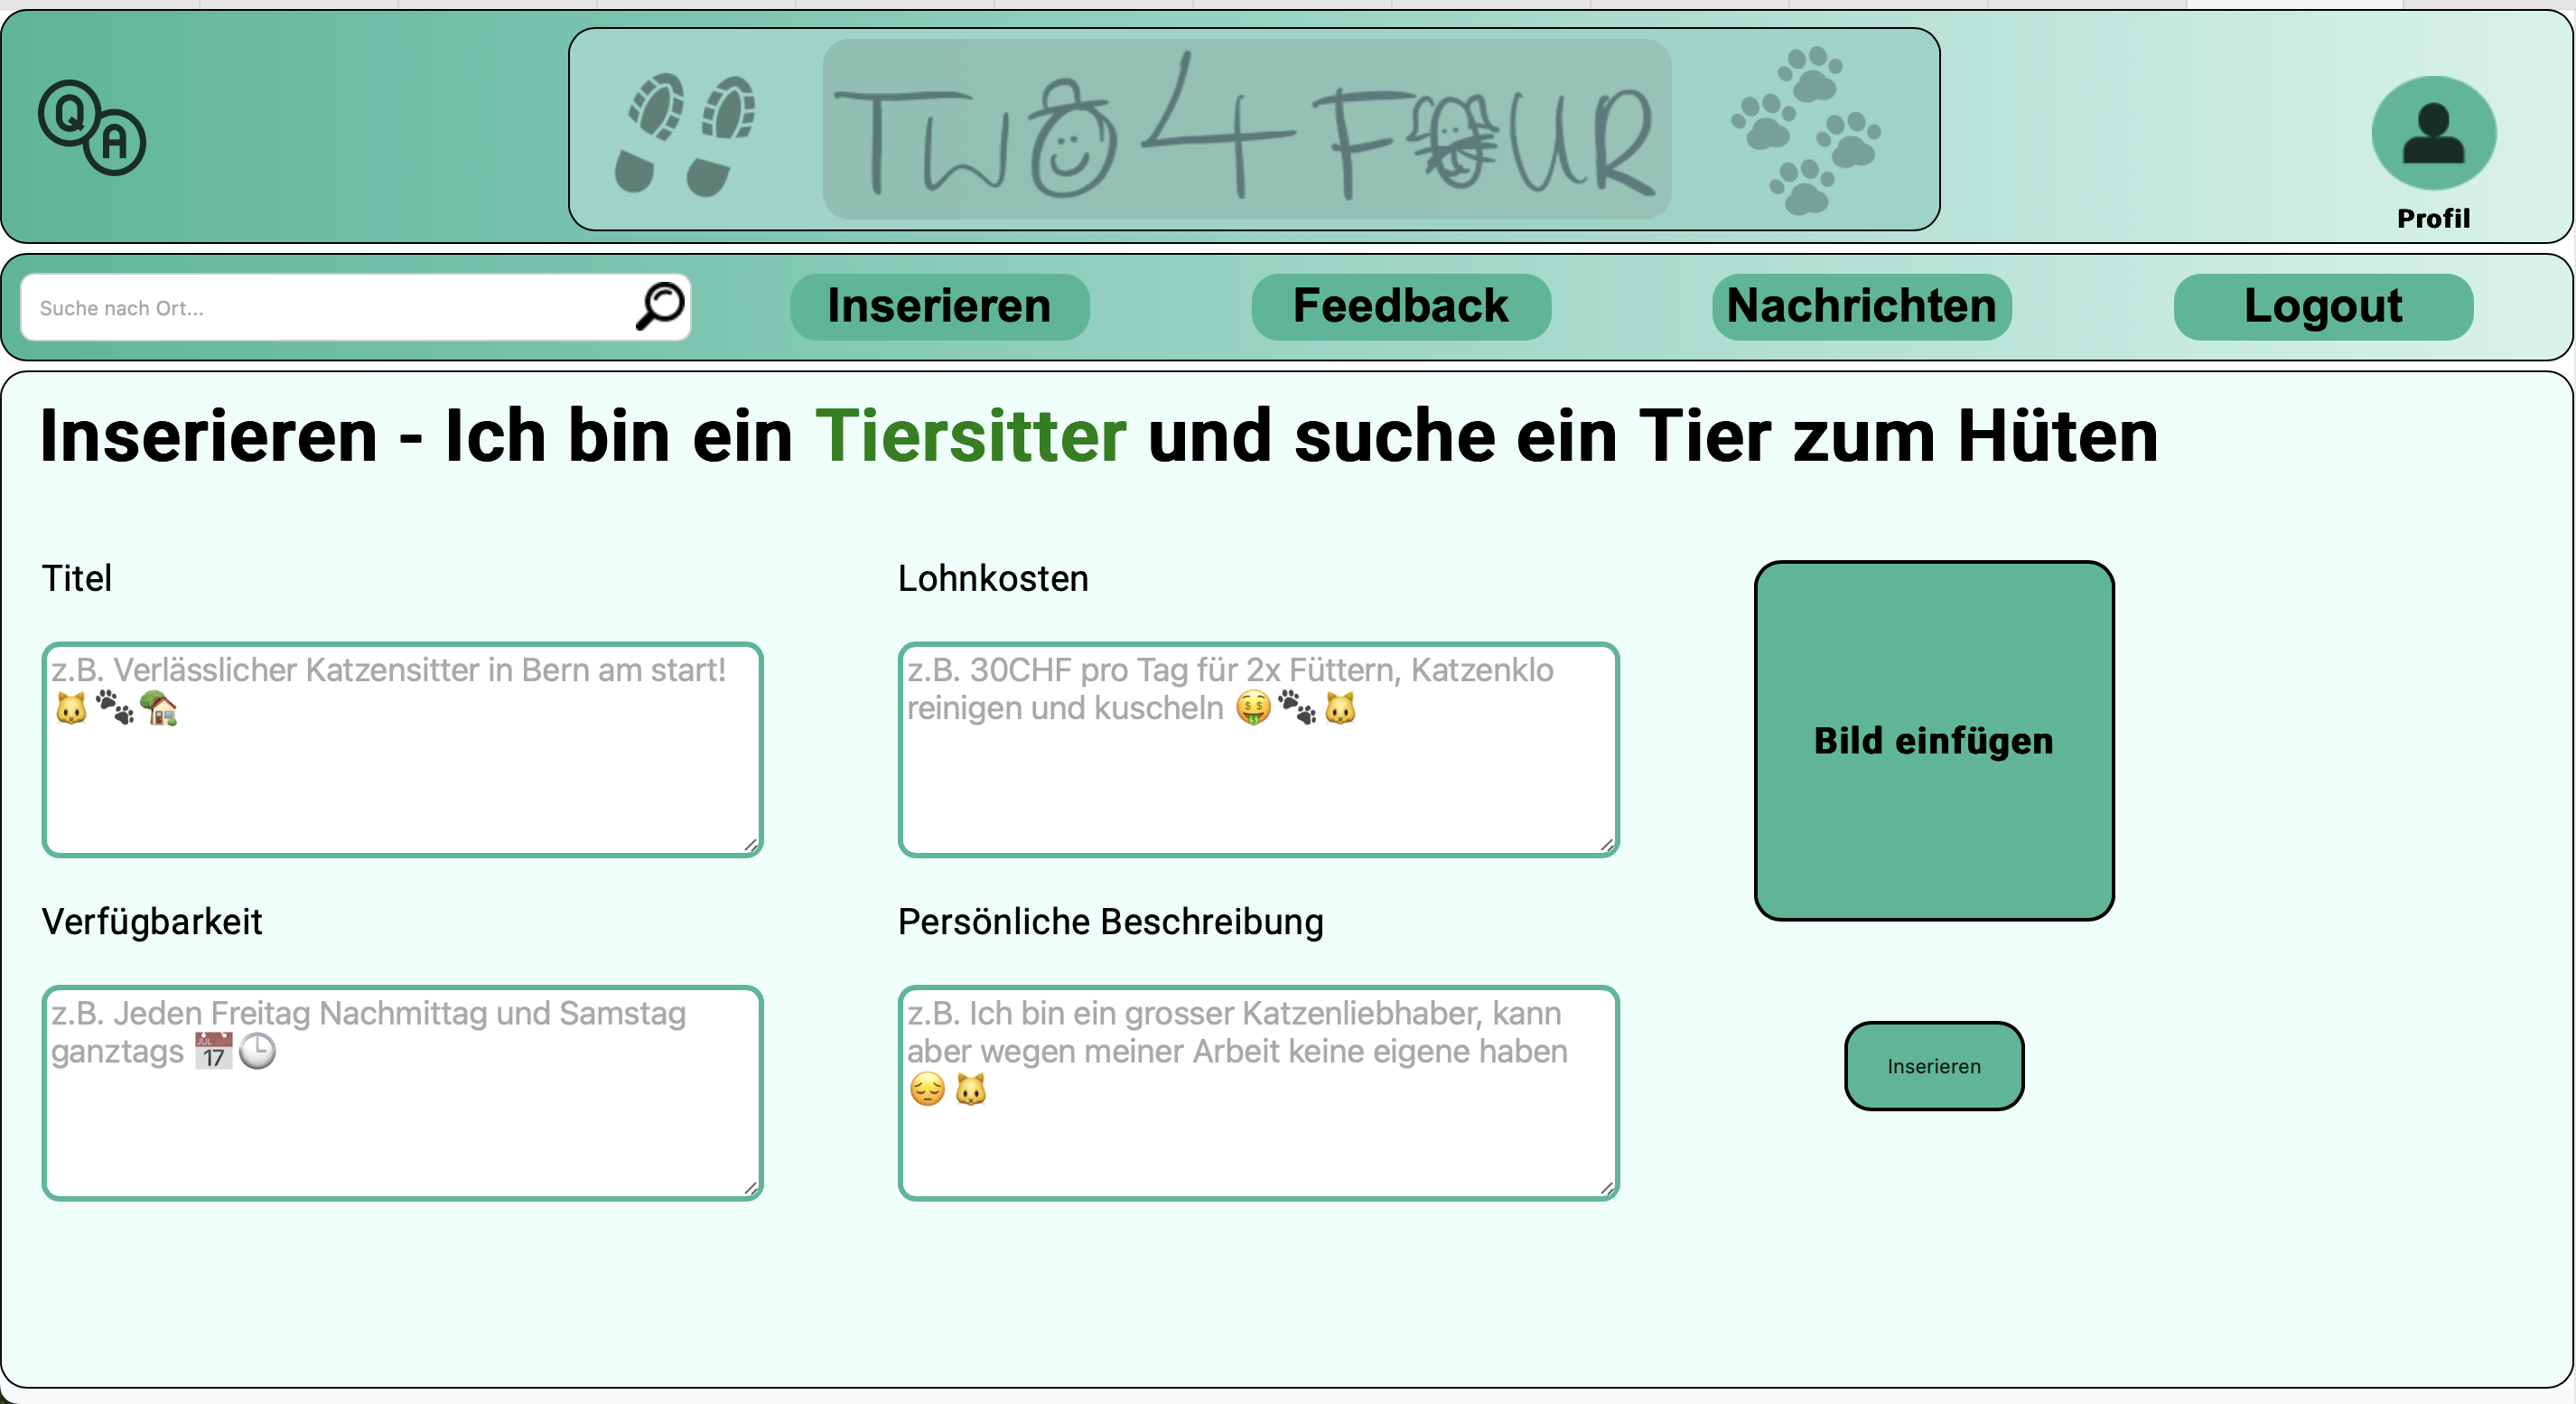 QA
TWO 4 FOUR
Profil
Suche nach Ort...
Inserieren
Feedback
Nachrichten
Logout
Inserieren - Ich bin ein Tiersitter und suche ein Tier zum Hüten
Titel
z.B. Verlässlicher Katzensitter in Bern am start!
🐱🐾🏡
Lohnkosten
z.B. 30CHF pro Tag für 2x Füttern, Katzenklo
reinigen und kuscheln 🤑🐾🐱
Bild einfügen
Verfügbarkeit
z.B. Jeden Freitag Nachmittag und Samstag
ganztags 📅🕒
Persönliche Beschreibung
z.B. Ich bin ein grosser Katzenliebhaber, kann
aber wegen meiner Arbeit keine eigene haben
😔🐱
Inserieren